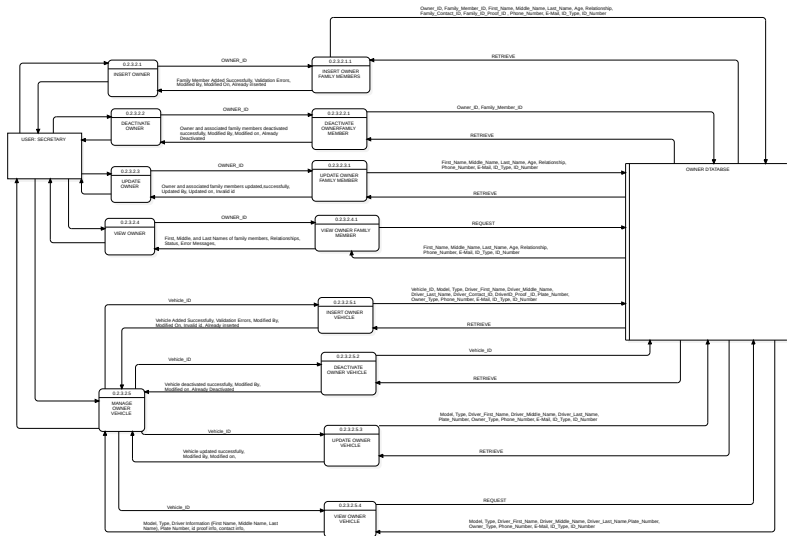 Owner_ID, Family_Member_ID, First_Name, Middle_Name, Last_Name, Age, Relationship,
Family_Contact_ID, Family_ID_Proof_ID , Phone_Number, E-Mail, ID_Type, ID_Number
0.2.3.2.1
INSERT OWNER
OWNER_ID
Family Member Added Successfully, Validation Errors,
Modified By, Modified On, Already inserted
0.2.3.2.1.1
INSERT OWNER
FAMILY MEMBERS
RETRIEVE
0.2.3.2.2
DEACTIVATE
OWNER
OWNER_ID
Owner and associated family members deactivated
successfully, Modified By, Modified on, Already
Deactivated
0.2.3.2.2.1
DEACTIVATE
OWNERFAMILY
MEMBER
Owner_ID, Family_Member_ID
RETRIEVE
USER: SECRETARY
0.2.3.2.3
UPDATE
OWNER
OWNER_ID
Owner and associated family members updated,successfully,
Updated By, Updated on, Invalid id
0.2.3.2.3.1
UPDATE OWNER
FAMILY MEMBER
First_Name, Middle_Name, Last_Name, Age, Relationship,
Phone_Number, E-Mail, ID_Type, ID_Number
RETRIEVE
OWNER DTATABSE
0.2.3.2.4
VIEW OWNER
OWNER_ID
First, Middle, and Last Names of family members, Relationships,
Status, Error Messages,
0.2.3.2.4.1
VIEW OWNER FAMILY
MEMBER
REQUEST
First_Name, Middle_Name, Last_Name, Age, Relationship,
Phone_Number, E-Mail, ID_Type, ID_Number
Vehicle_ID
Vehicle Added Successfully, Validation Errors, Modified By,
Modified On, Invalid id, Already inserted
0.2.3.2.5.1
INSERT OWNER
VEHICLE
Vehicle_ID, Model, Type, Driver_First_Name, Driver_Middle_Name,
Driver_Last_Name, Driver_Contact_ID, DriverID_Proof_ID, Plate_Number,
Owner_Type, Phone_Number, E-Mail, ID_Type, ID_Number
RETRIEVE
Vehicle_ID
Vehicle deactivated successfully, Modified By,
Modified on, Already Deactivated
0.2.3.2.5.2
DEACTIVATE
OWNER VEHICLE
Vehicle_ID
RETRIEVE
0.2.3.2.5
MANAGE
OWNER
VEHICLE
Vehicle_ID
Vehicle updated successfully,
Modified By, Modified on,
0.2.3.2.5.3
UPDATE OWNER
VEHICLE
Model, Type, Driver_First_Name, Driver_Middle_Name, Driver_Last_Name,
Plate_Number, Owner_Type, Phone_Number, E-Mail, ID_Type, ID_Number
RETRIEVE
Vehicle_ID
Model, Type, Driver Information (First Name, Middle Name, Last
Name), Plate Number, id proof info, contact info,
0.2.3.2.5.4
VIEW OWNER
VEHICLE
REQUEST
Model, Type, Driver_First_Name, Driver_Middle_Name, Driver_Last_Name,Plate_Number,
Owner_Type, Phone_Number, E-Mail, ID_Type, ID_Number